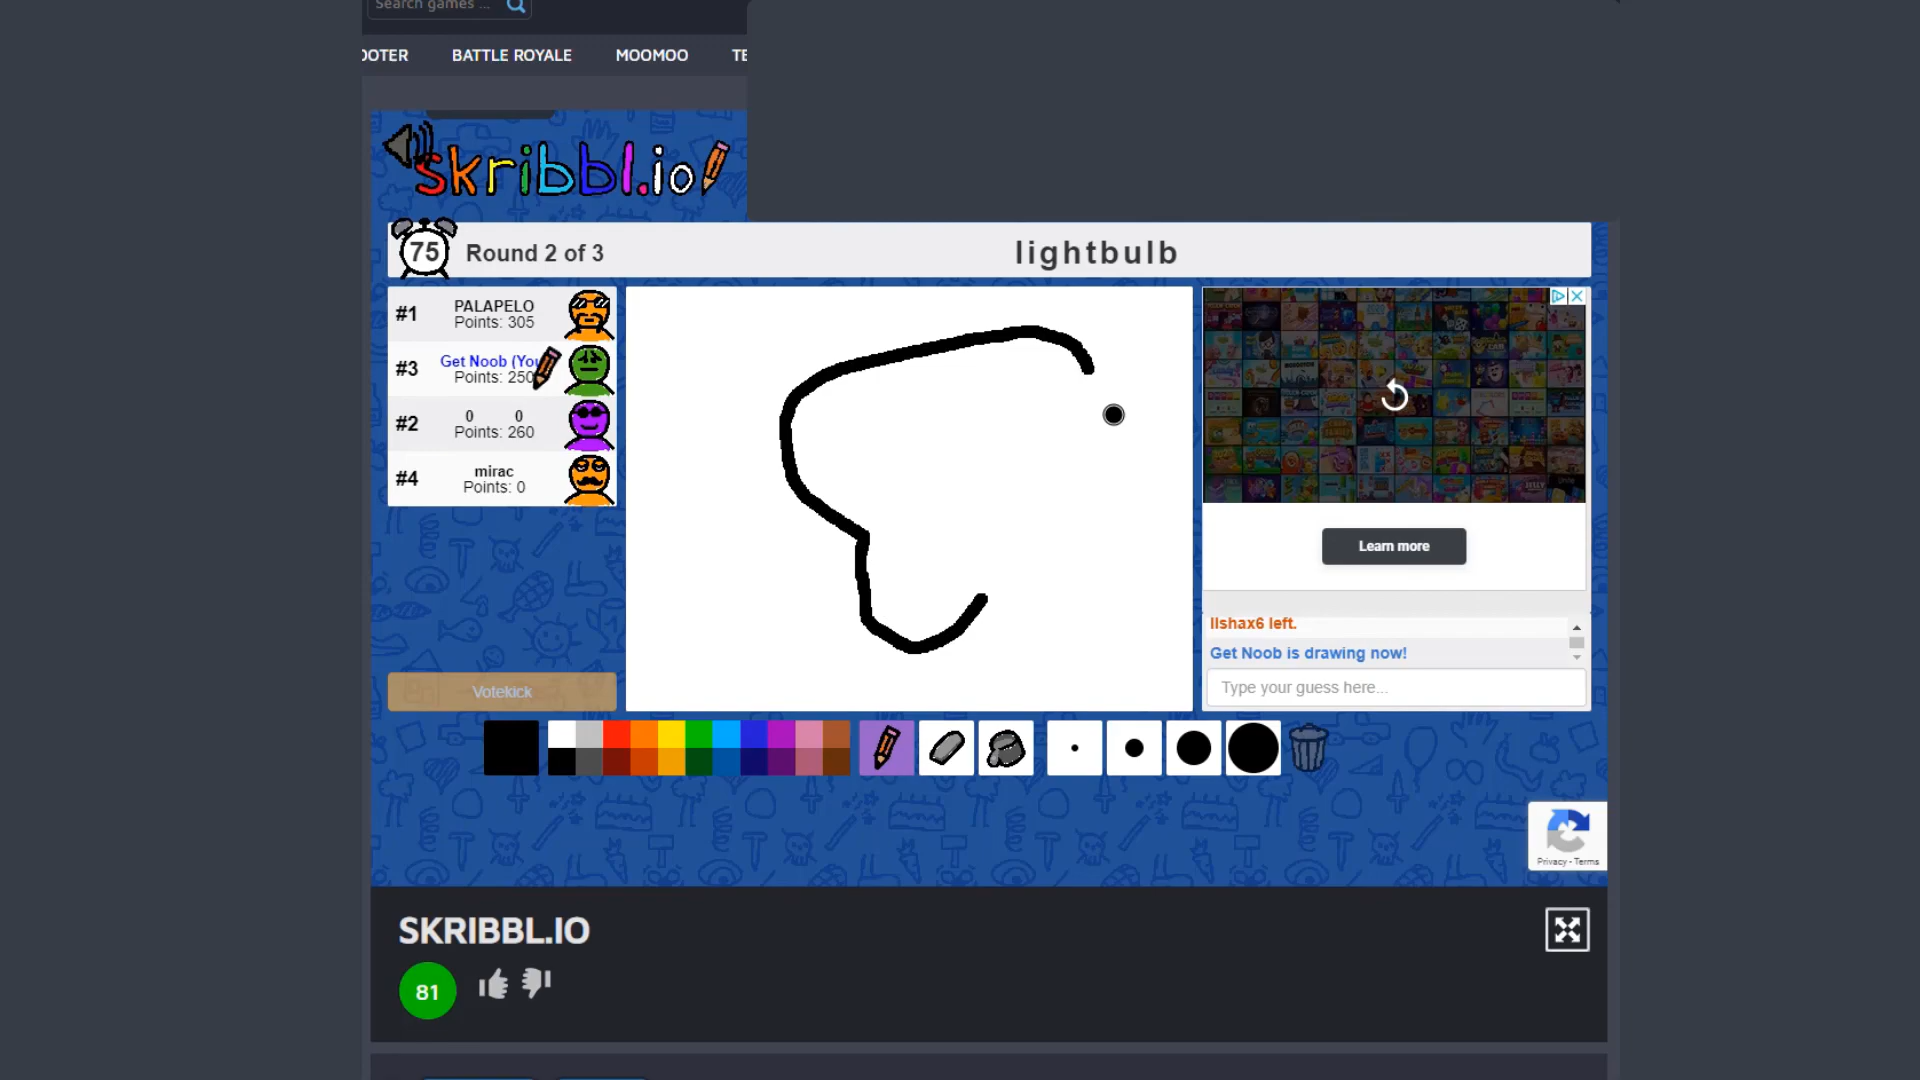 Search games ...
OOTER BATTLE ROYALE MOOMOO TE
skribbl.io
75 Round 2 of 3 lightbulb
#1 PALAPELO
Points: 305
#3 Get Noob (You
Points: 250
#2 0 0
Points: 260
#4 mirac
Points: 0
Learn more
llshax6 left.
Get Noob is drawing now!
Type your guess here...
Votekick
Privacy - Terms
SKRIBBL.IO
81